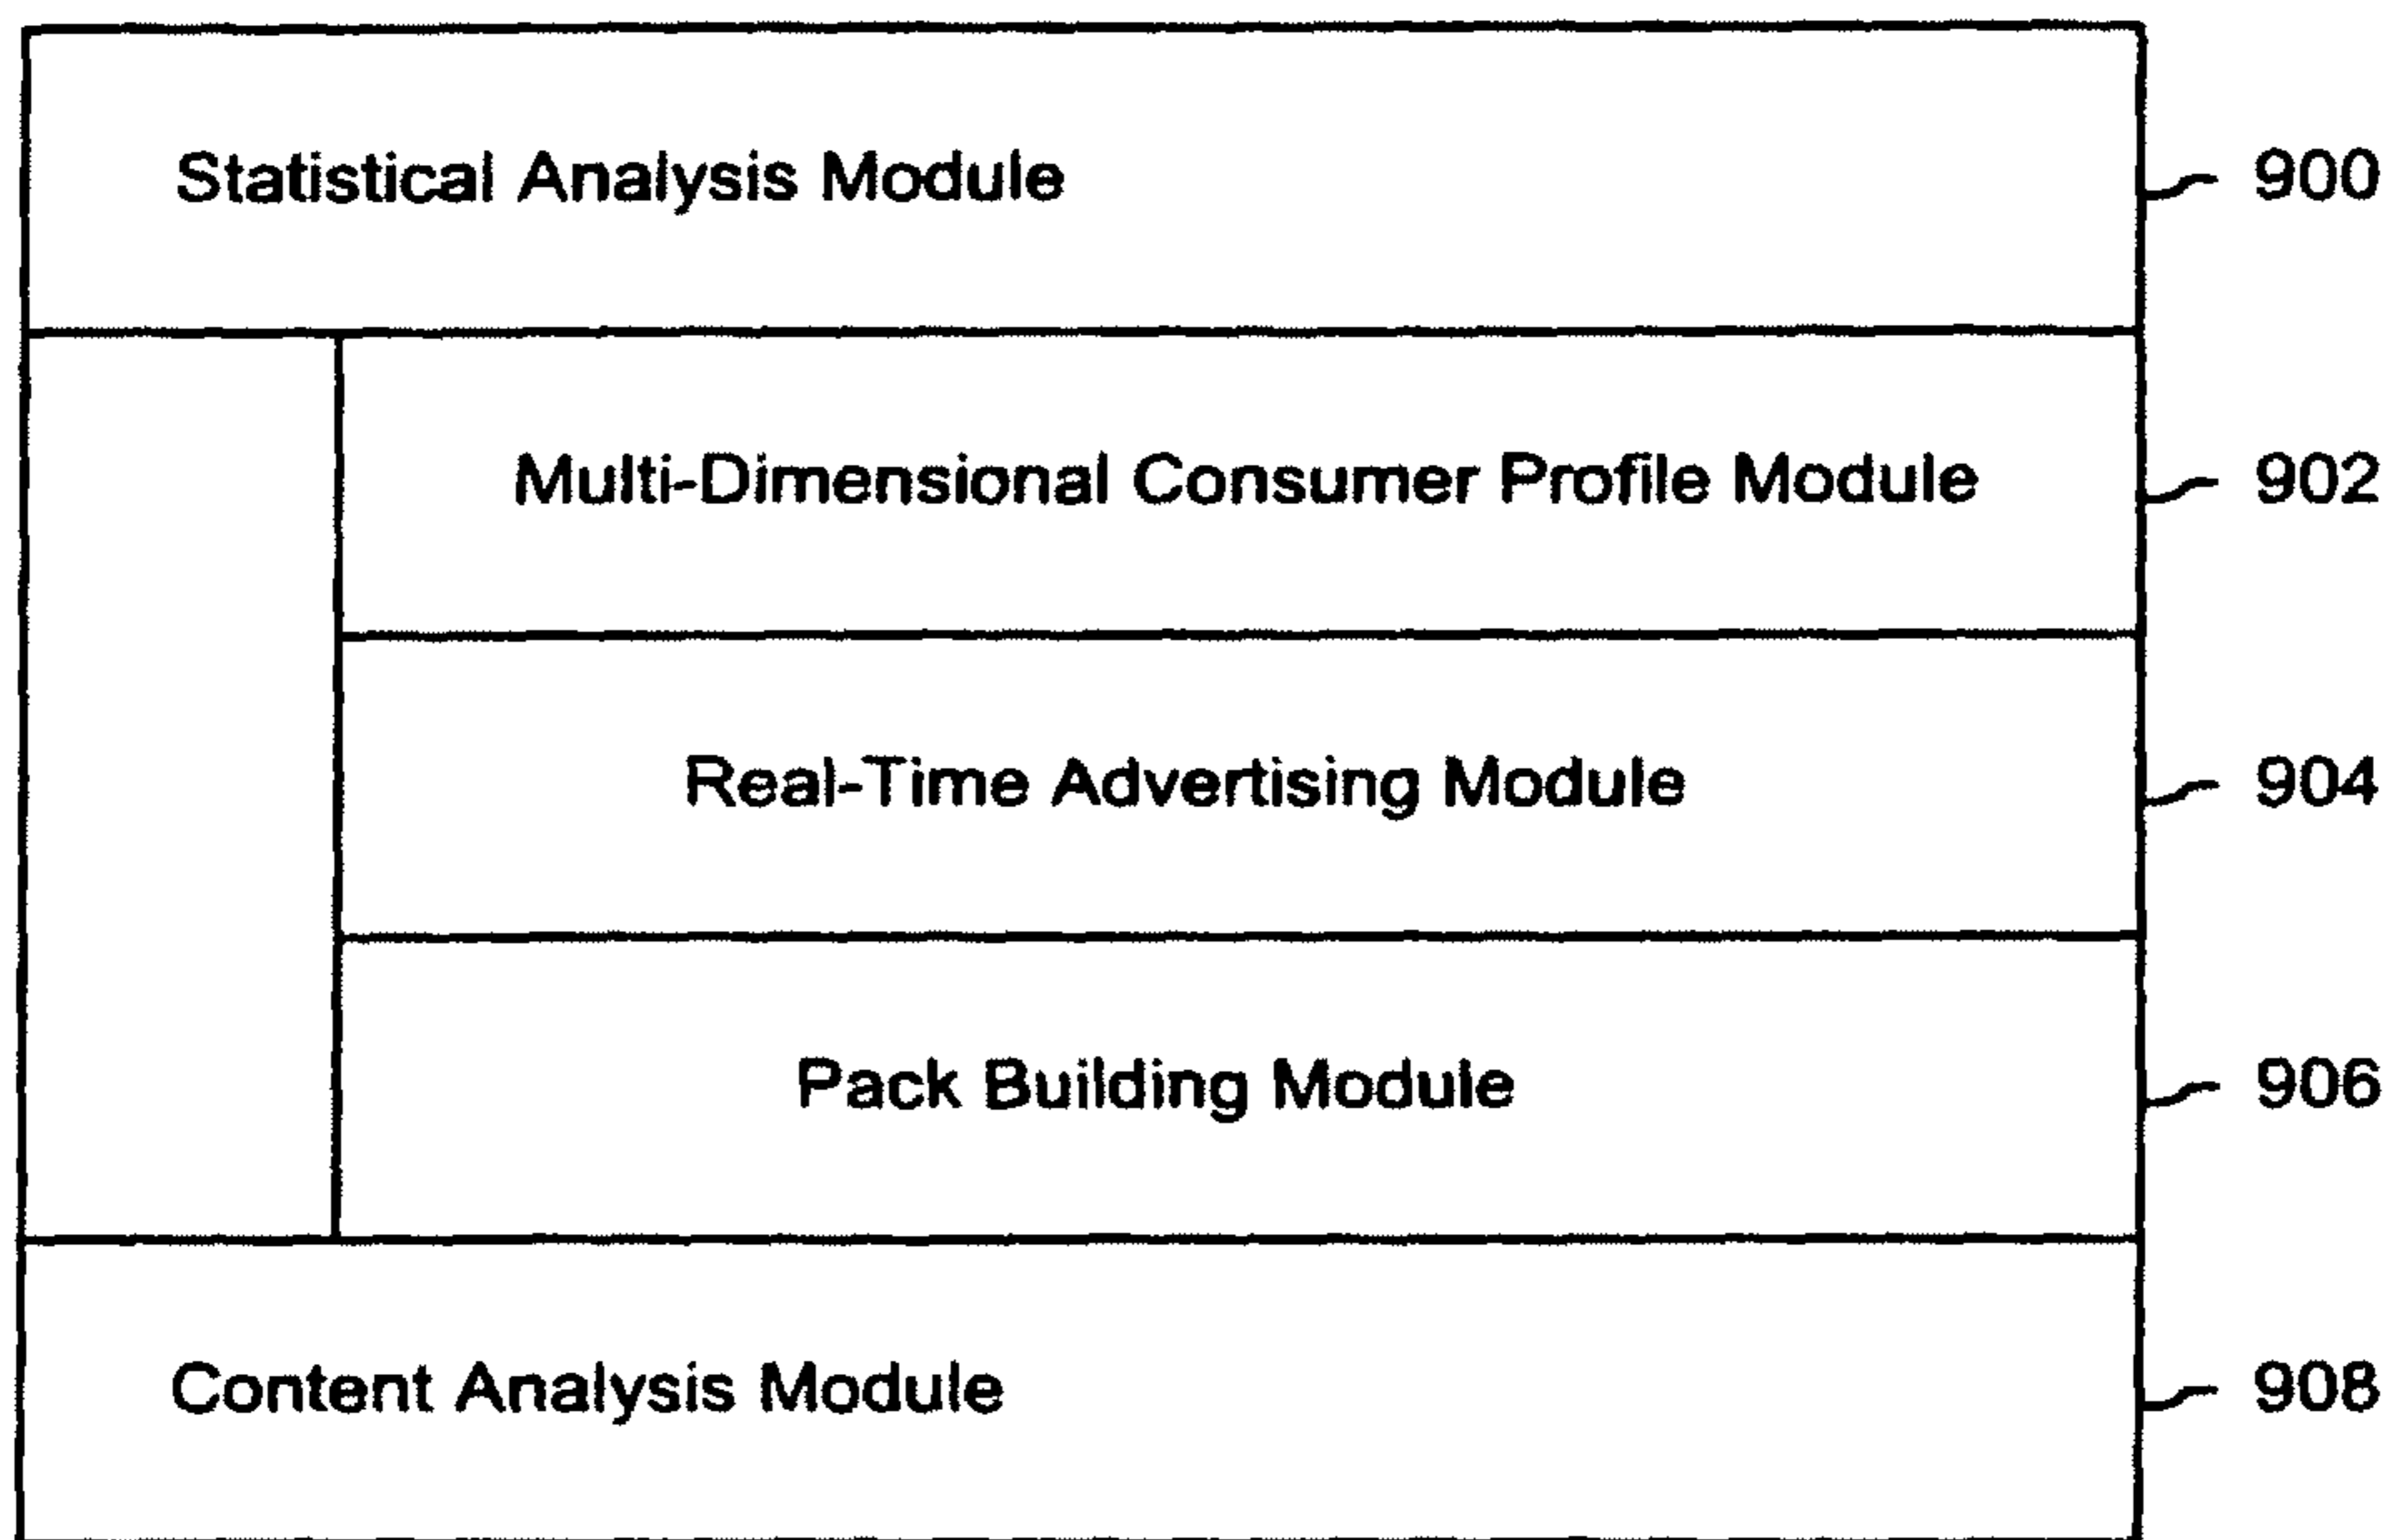 Statistical Analysis Module 900
Multi-Dimensional Consumer Profile Module 902
Real-Time Advertising Module 904
Pack Building Module 906
Content Analysis Module 908